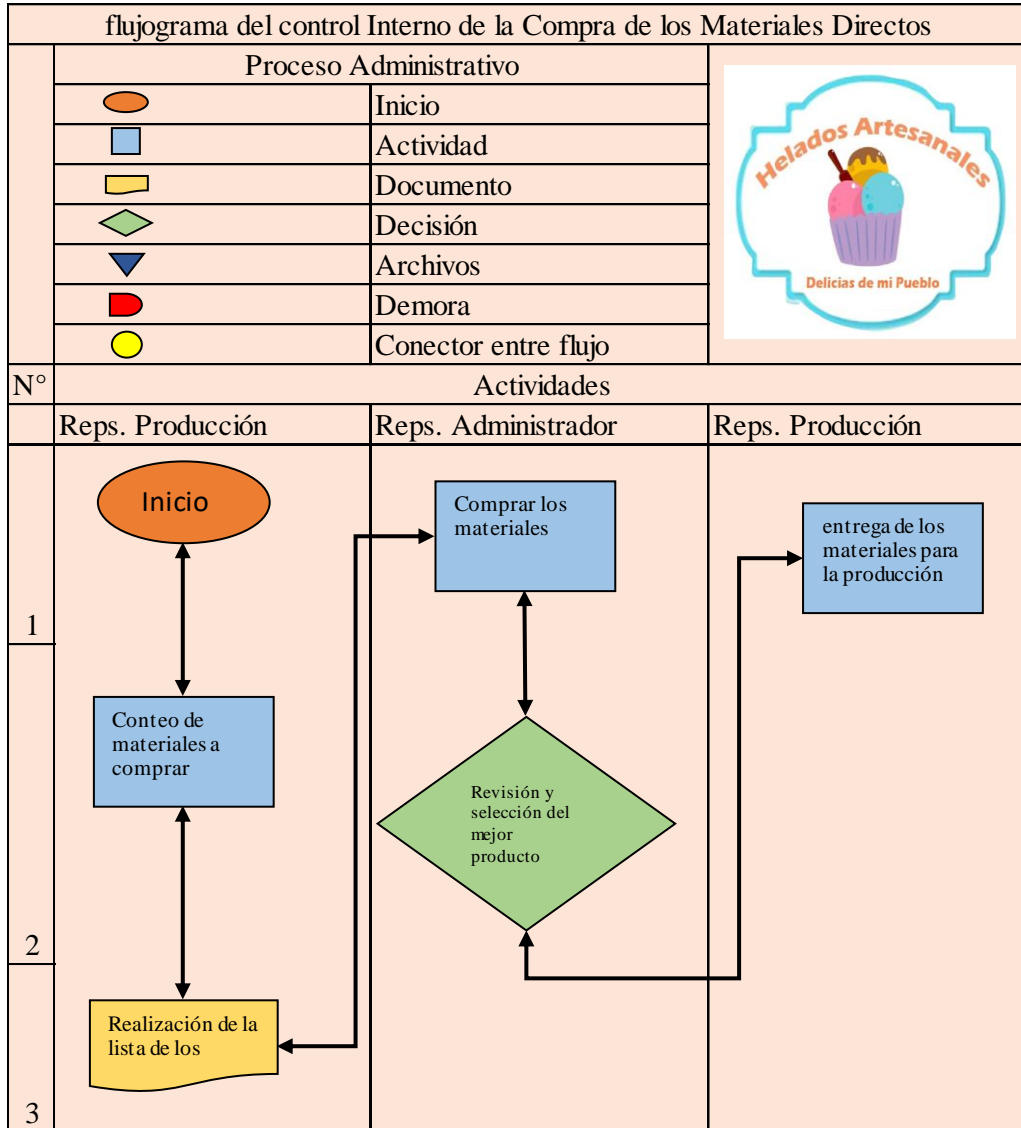 flujograma del control Interno de la Compra de los Materiales Directos
Proceso Administrativo
Inicio
Actividad
Documento
Decisión
Archivos
Demora
Conector entre flujo
Helados Artesanales
Delicias de mi Pueblo
N°
Actividades
Reps. Producción
Reps. Administrador
Reps. Producción
1
Inicio
Comprar los
materiales
entrega de los
materiales para
la producción
2
Conteo de
materiales a
comprar
Revisión y
selección del
mejor
producto
3
Realización de la
lista de los